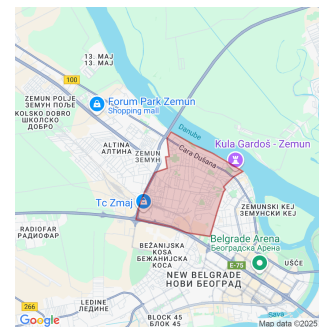 13. MAJ
13. МАЈ
100
ZEMUN POLJE
ЗЕМУН ПОЉЕ
Forum Park Zemun
Shopping mall
KOLSKO DOBRO
ШКОЛСКО
ДОБРО
Danube
ALTINA
АЛТИНА
ZEMUN
ЗЕМУН
Cara Dušana
Kula Gardoš - Zemun
Tc Zmaj
ZEMUNSKI KEJ
ЗЕМУНСКИ КЕЈ
RADIOFAR
РАДИОФАР
BEŽANIJSKA
KOSA
БЕЖАНИЈСКА
КОСА
Belgrade Arena
Београдска Арена
E-75
UŠĆE
УШЋЕ
NEW BELGRADE
НОВИ БЕОГРАД
LEDINE
ЛЕДИНЕ
266
BLOCK 45
БЛОК 45
Sava
Google
Map data ©2025